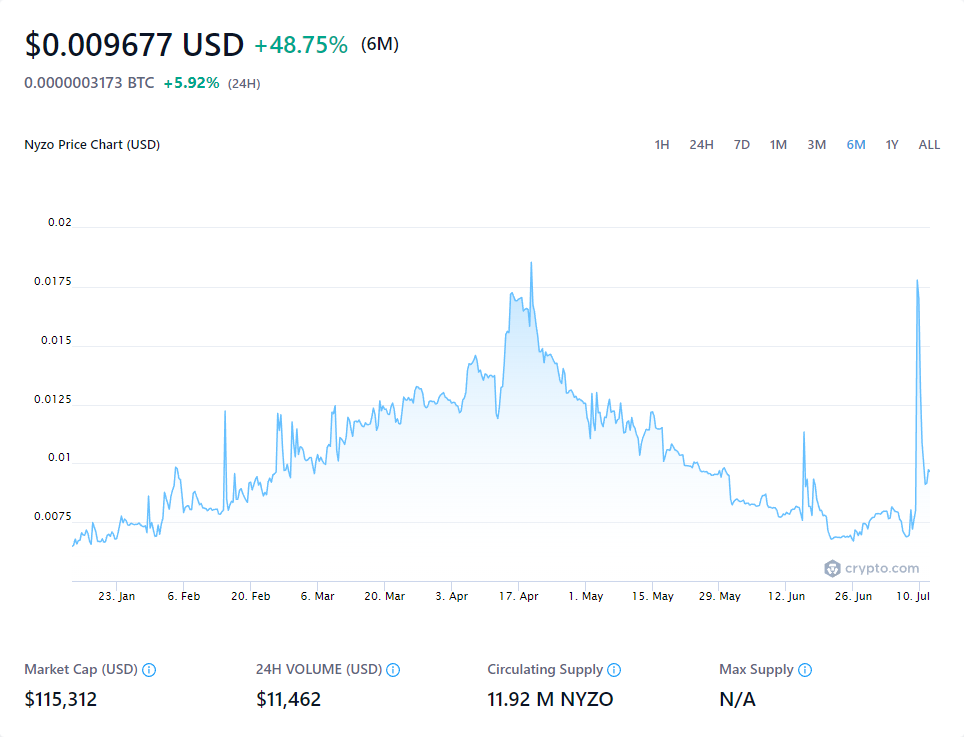 $0.009677 USD +48.75% (6M)
0.0000003173 BTC +5.92% (24H)
Nyzo Price Chart (USD) 1H 24H 7D 1M 3M 6M 1Y ALL
0.02
0.0175
0.015
0.0125
0.01
0.0075
crypto.com
23. Jan 6. Feb 20. Feb 6. Mar 20. Mar 3. Apr 17. Apr 1. May 15. May 29. May 12. Jun 26. Jun 10. Jul
Market Cap (USD) 24H VOLUME (USD) Circulating Supply Max Supply
$115,312 $11,462 11.92 M NYZO N/A